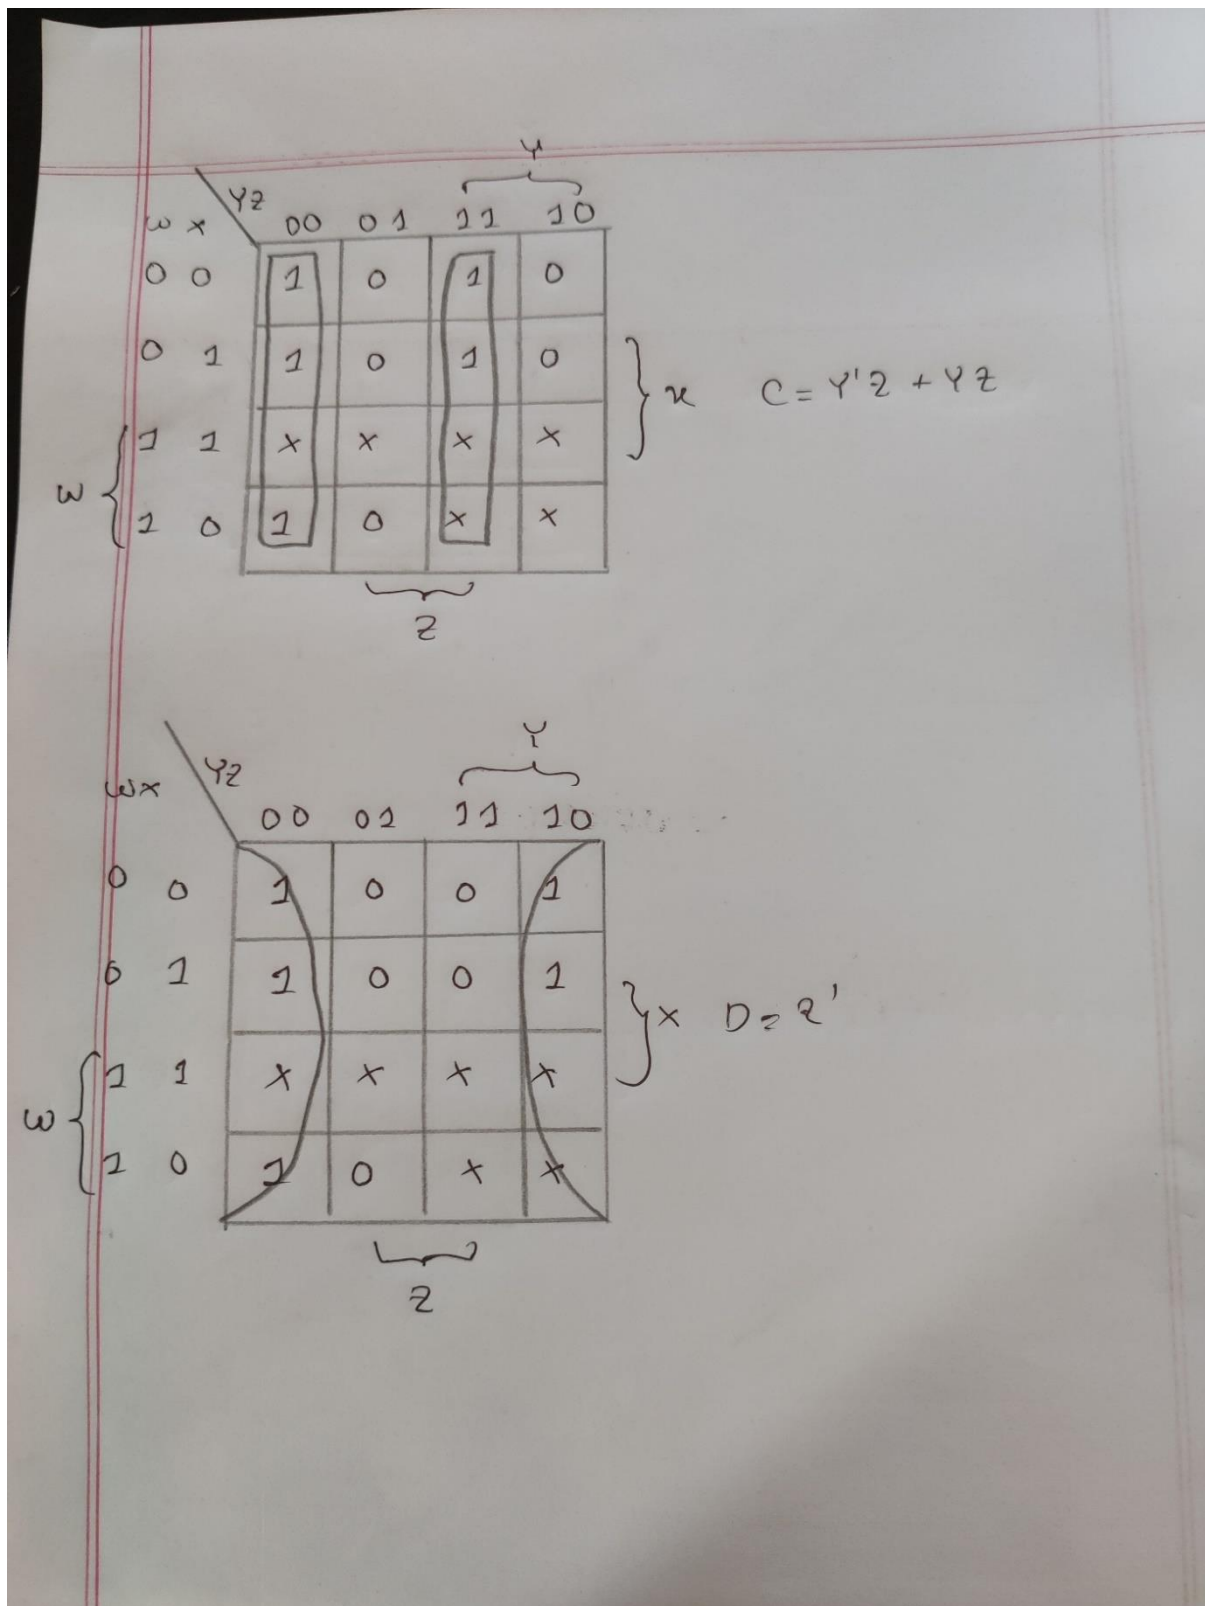 Y
YZ
W X 00 01 11 10
0 0 1 0 1 0
0 1 1 0 1 0
x C = Y'Z + YZ
1 1 x x x x
W
1 0 1 0 x x
Z
Y
YZ
WX
00 01 11 10
0 0 1 0 0 1
0 1 1 0 0 1
X D = Z'
1 1 x x x x
W
1 0 1 0 x x
Z